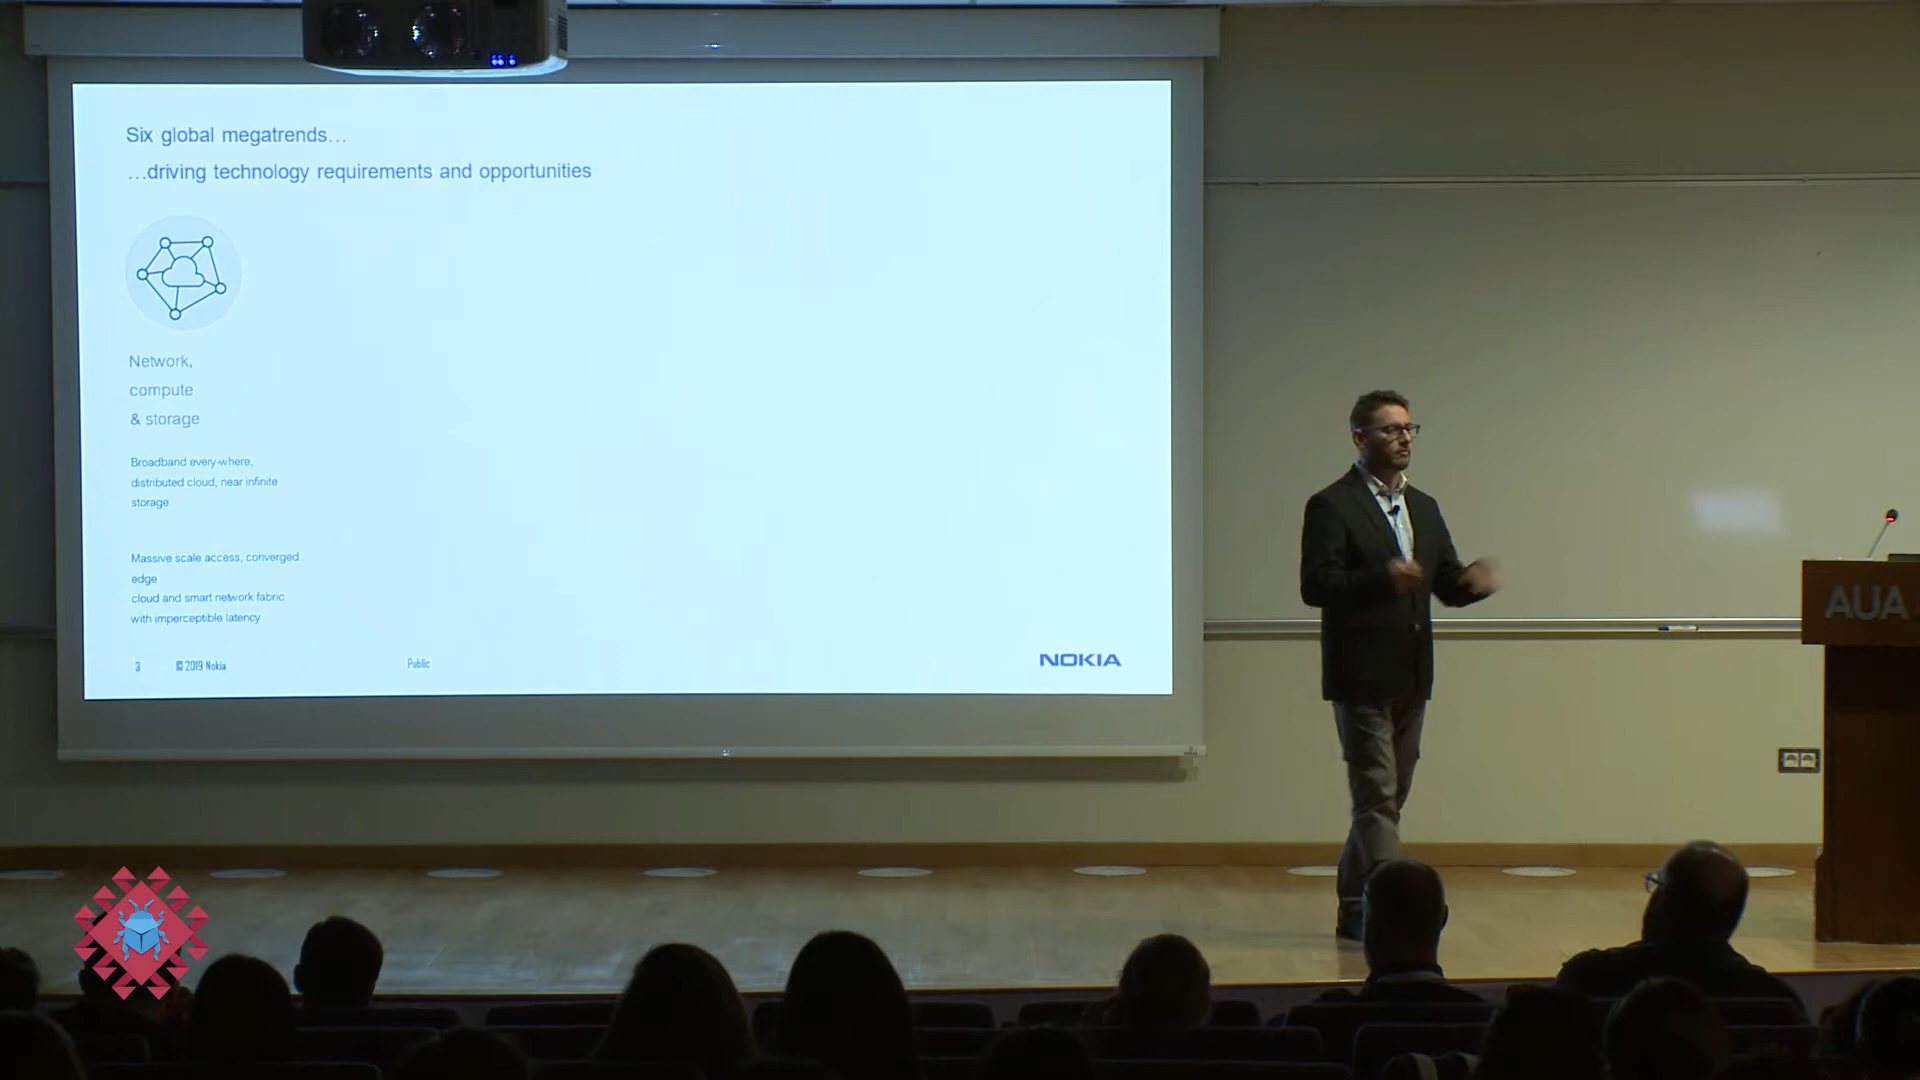 Six global megatrends...
...driving technology requirements and opportunities
Network,
compute
& storage
Broadband every-where,
distributed cloud, near infinite
storage
Massive scale access, converged
edge
cloud and smart network fabric
with imperceptible latency
3 © 2019 Nokia Public
NOKIA
AUA